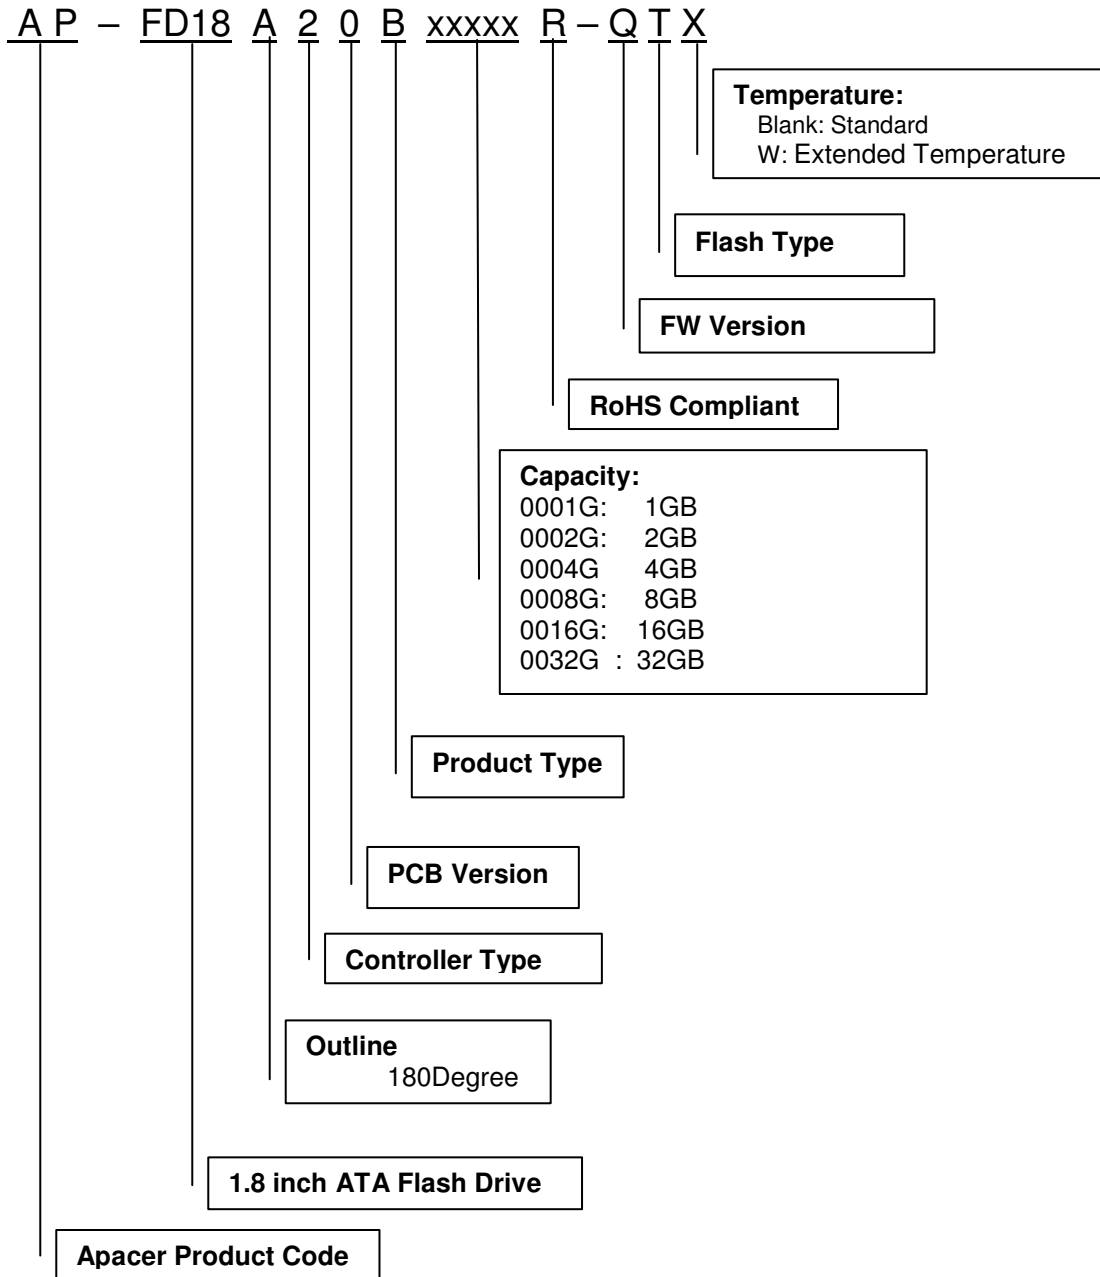 AP – FD18 A 2 0 B xxxxx R – Q T X
Temperature:
Blank: Standard
W: Extended Temperature
Flash Type
FW Version
RoHS Compliant
Capacity:
0001G: 1GB
0002G: 2GB
0004G 4GB
0008G: 8GB
0016G: 16GB
0032G : 32GB
Product Type
PCB Version
Controller Type
Outline
180Degree
1.8 inch ATA Flash Drive
Apacer Product Code